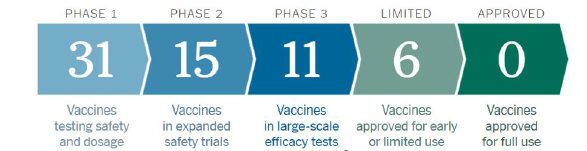 PHASE 1 PHASE 2 PHASE 3 LIMITED APPROVED
31 15 11 6 0
Vaccines Vaccines Vaccines Vaccines Vaccines
testing safety in expanded in large-scale approved for early approved
and dosage safety trials efficacy tests or limited use for full use